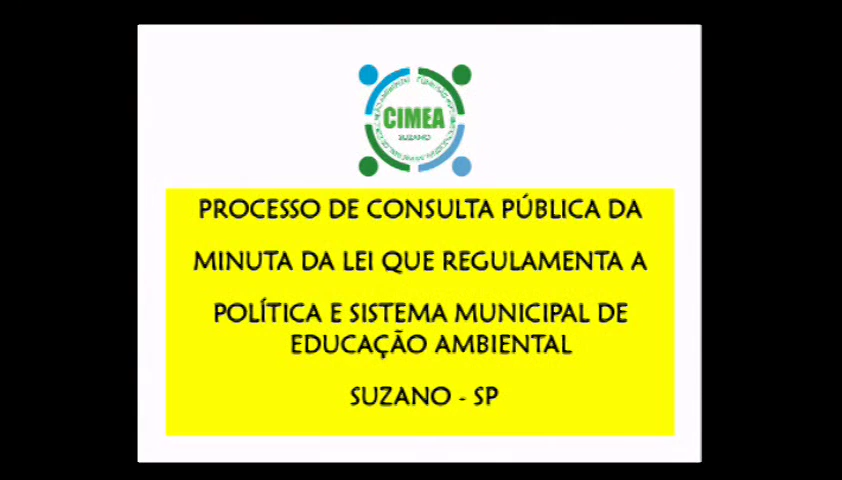 CIMEA
SUZANO
PROCESSO DE CONSULTA PÚBLICA DA
MINUTA DA LEI QUE REGULAMENTA A
POLÍTICA E SISTEMA MUNICIPAL DE
EDUCAÇÃO AMBIENTAL
SUZANO - SP